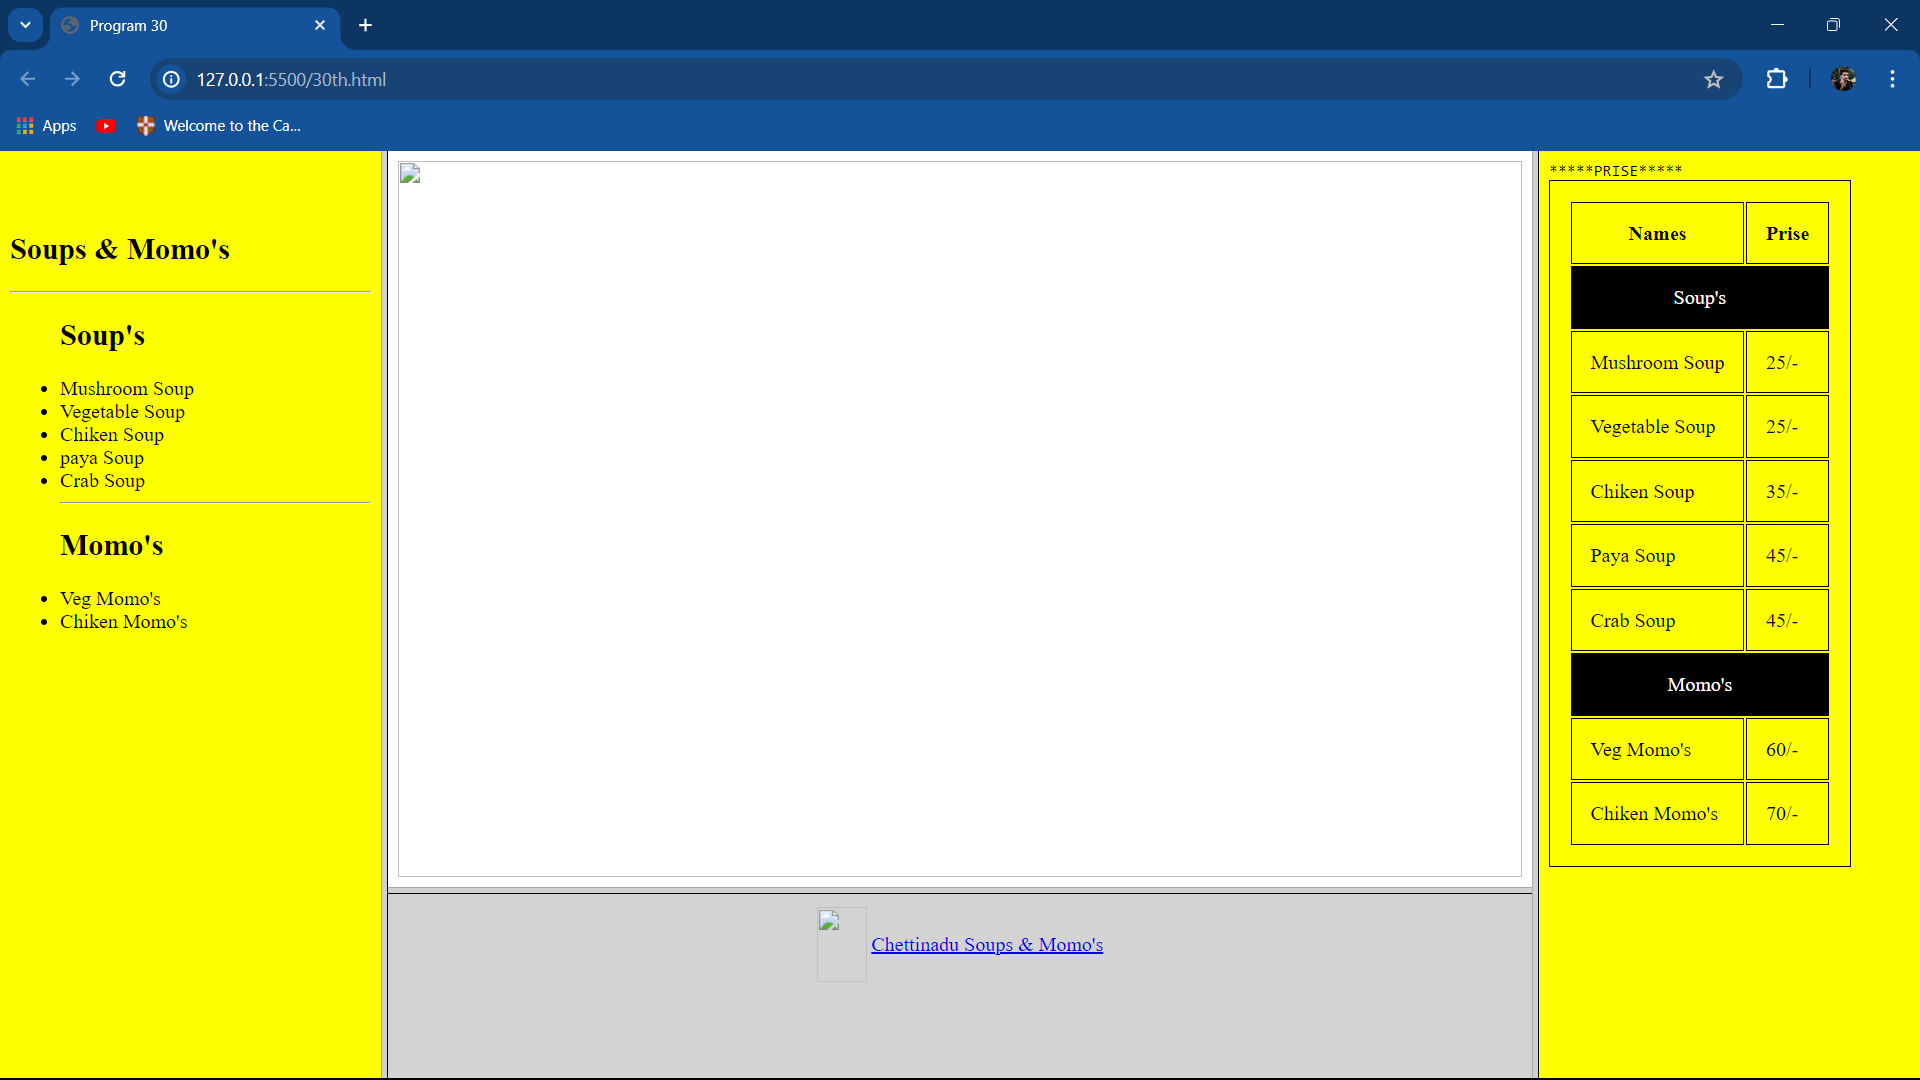 Program 30
127.0.0.1:5500/30th.html
Apps
Welcome to the Ca...
Soups & Momo's
Soup's
Mushroom Soup
Vegetable Soup
Chiken Soup
paya Soup
Crab Soup
Momo's
Veg Momo's
Chiken Momo's
Chettinadu Soups & Momo's
*****PRISE*****
Names Prise
Soup's
Mushroom Soup 25/-
Vegetable Soup 25/-
Chiken Soup 35/-
Paya Soup 45/-
Crab Soup 45/-
Momo's
Veg Momo's 60/-
Chiken Momo's 70/-